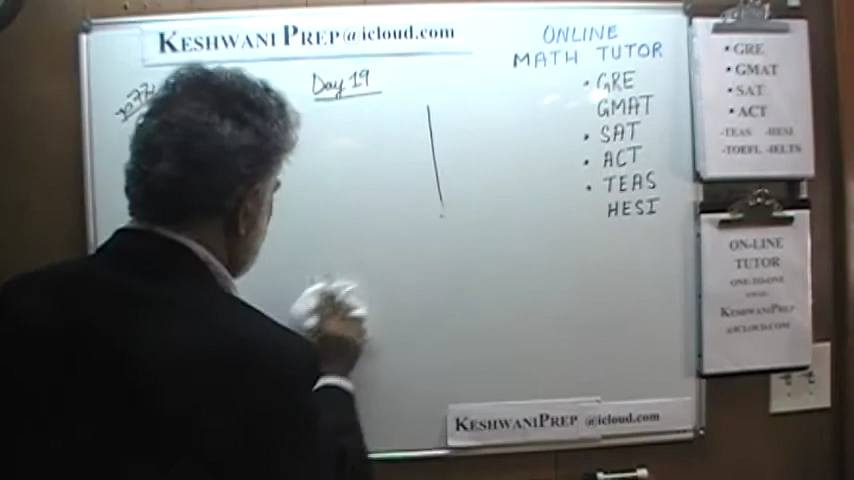 KESHWANI PREP@icloud.com
Day 19
ONLINE
MATH TUTOR
• GRE
GMAT
• SAT
• ACT
• TEAS
HESI
• GRE
• GMAT
• SAT
• ACT
-TEAS -HESI
-TOEFL -IELTS
ON-LINE
TUTOR
ONE-TO-ONE
KESHWANIPREP
@ICLOUD.COM
KESHWANIPREP @icloud.com